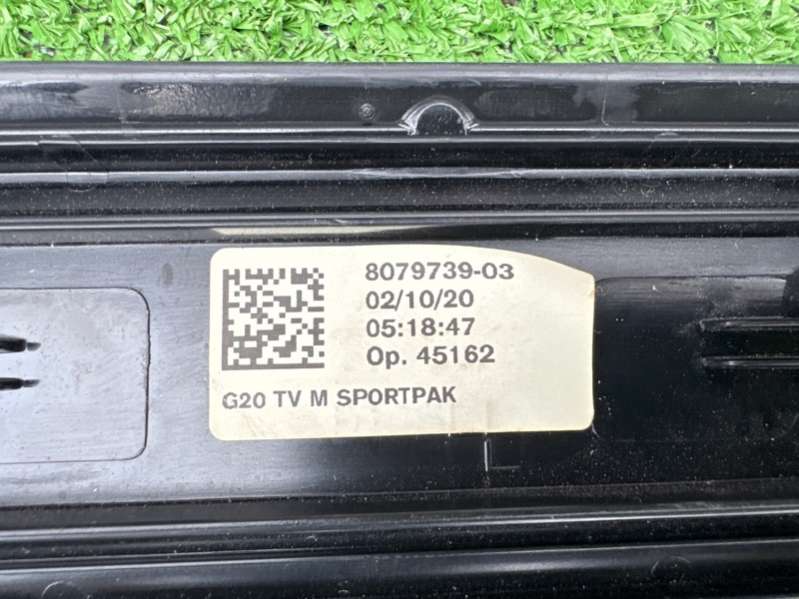 8079739-03
02/10/20
05:18:47
Op. 45162
G20 TV M SPORTPAK